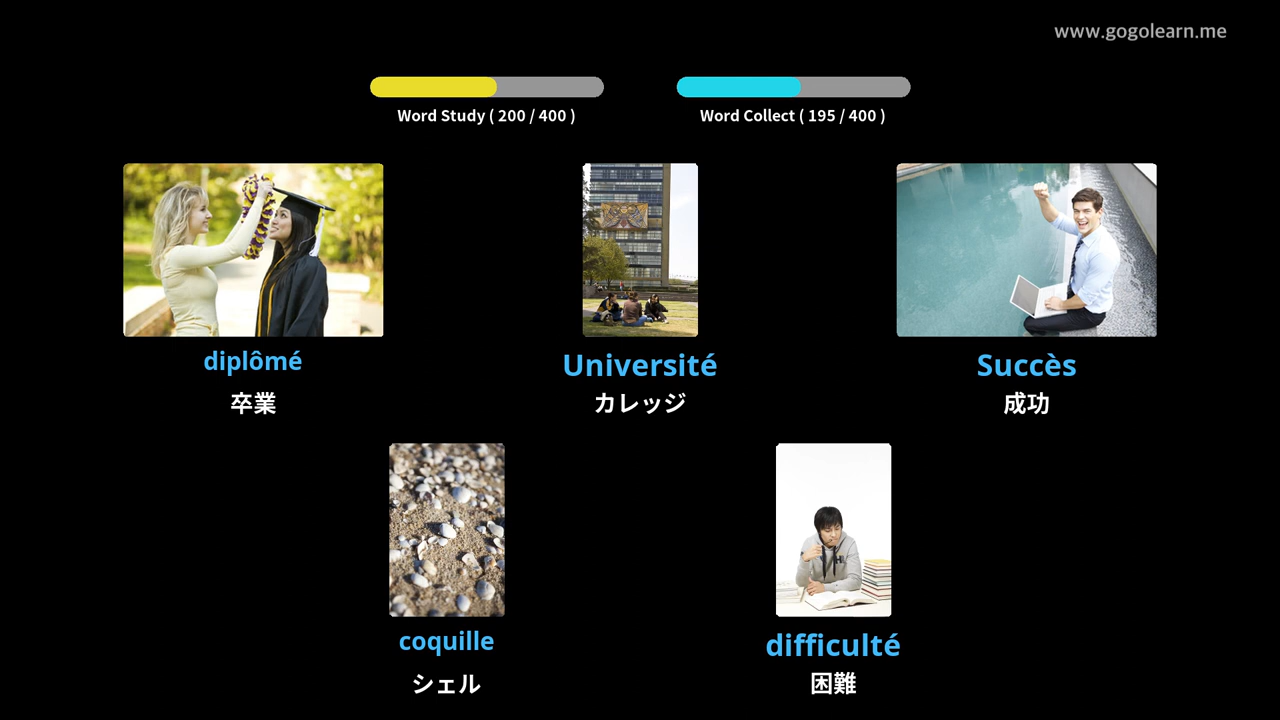 www.gogolearn.me
Word Study ( 200 / 400 )
Word Collect ( 195 / 400 )
diplômé
卒業
Université
カレッジ
Succès
成功
coquille
シェル
difficulté
困難